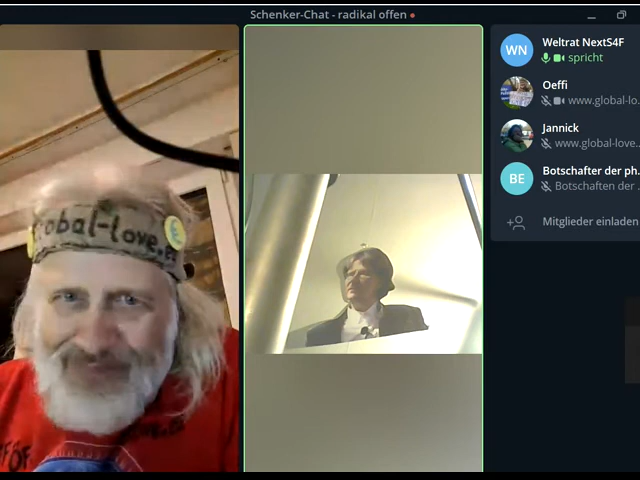 Schenker-Chat - radikal offen
WN
Weltrat NextS4F
spricht
Oeffi
www.global-lo...
Jannick
www.global-love...
BE
Botschafter der ph...
Botschaften der ...
Mitglieder einladen
obal-love.